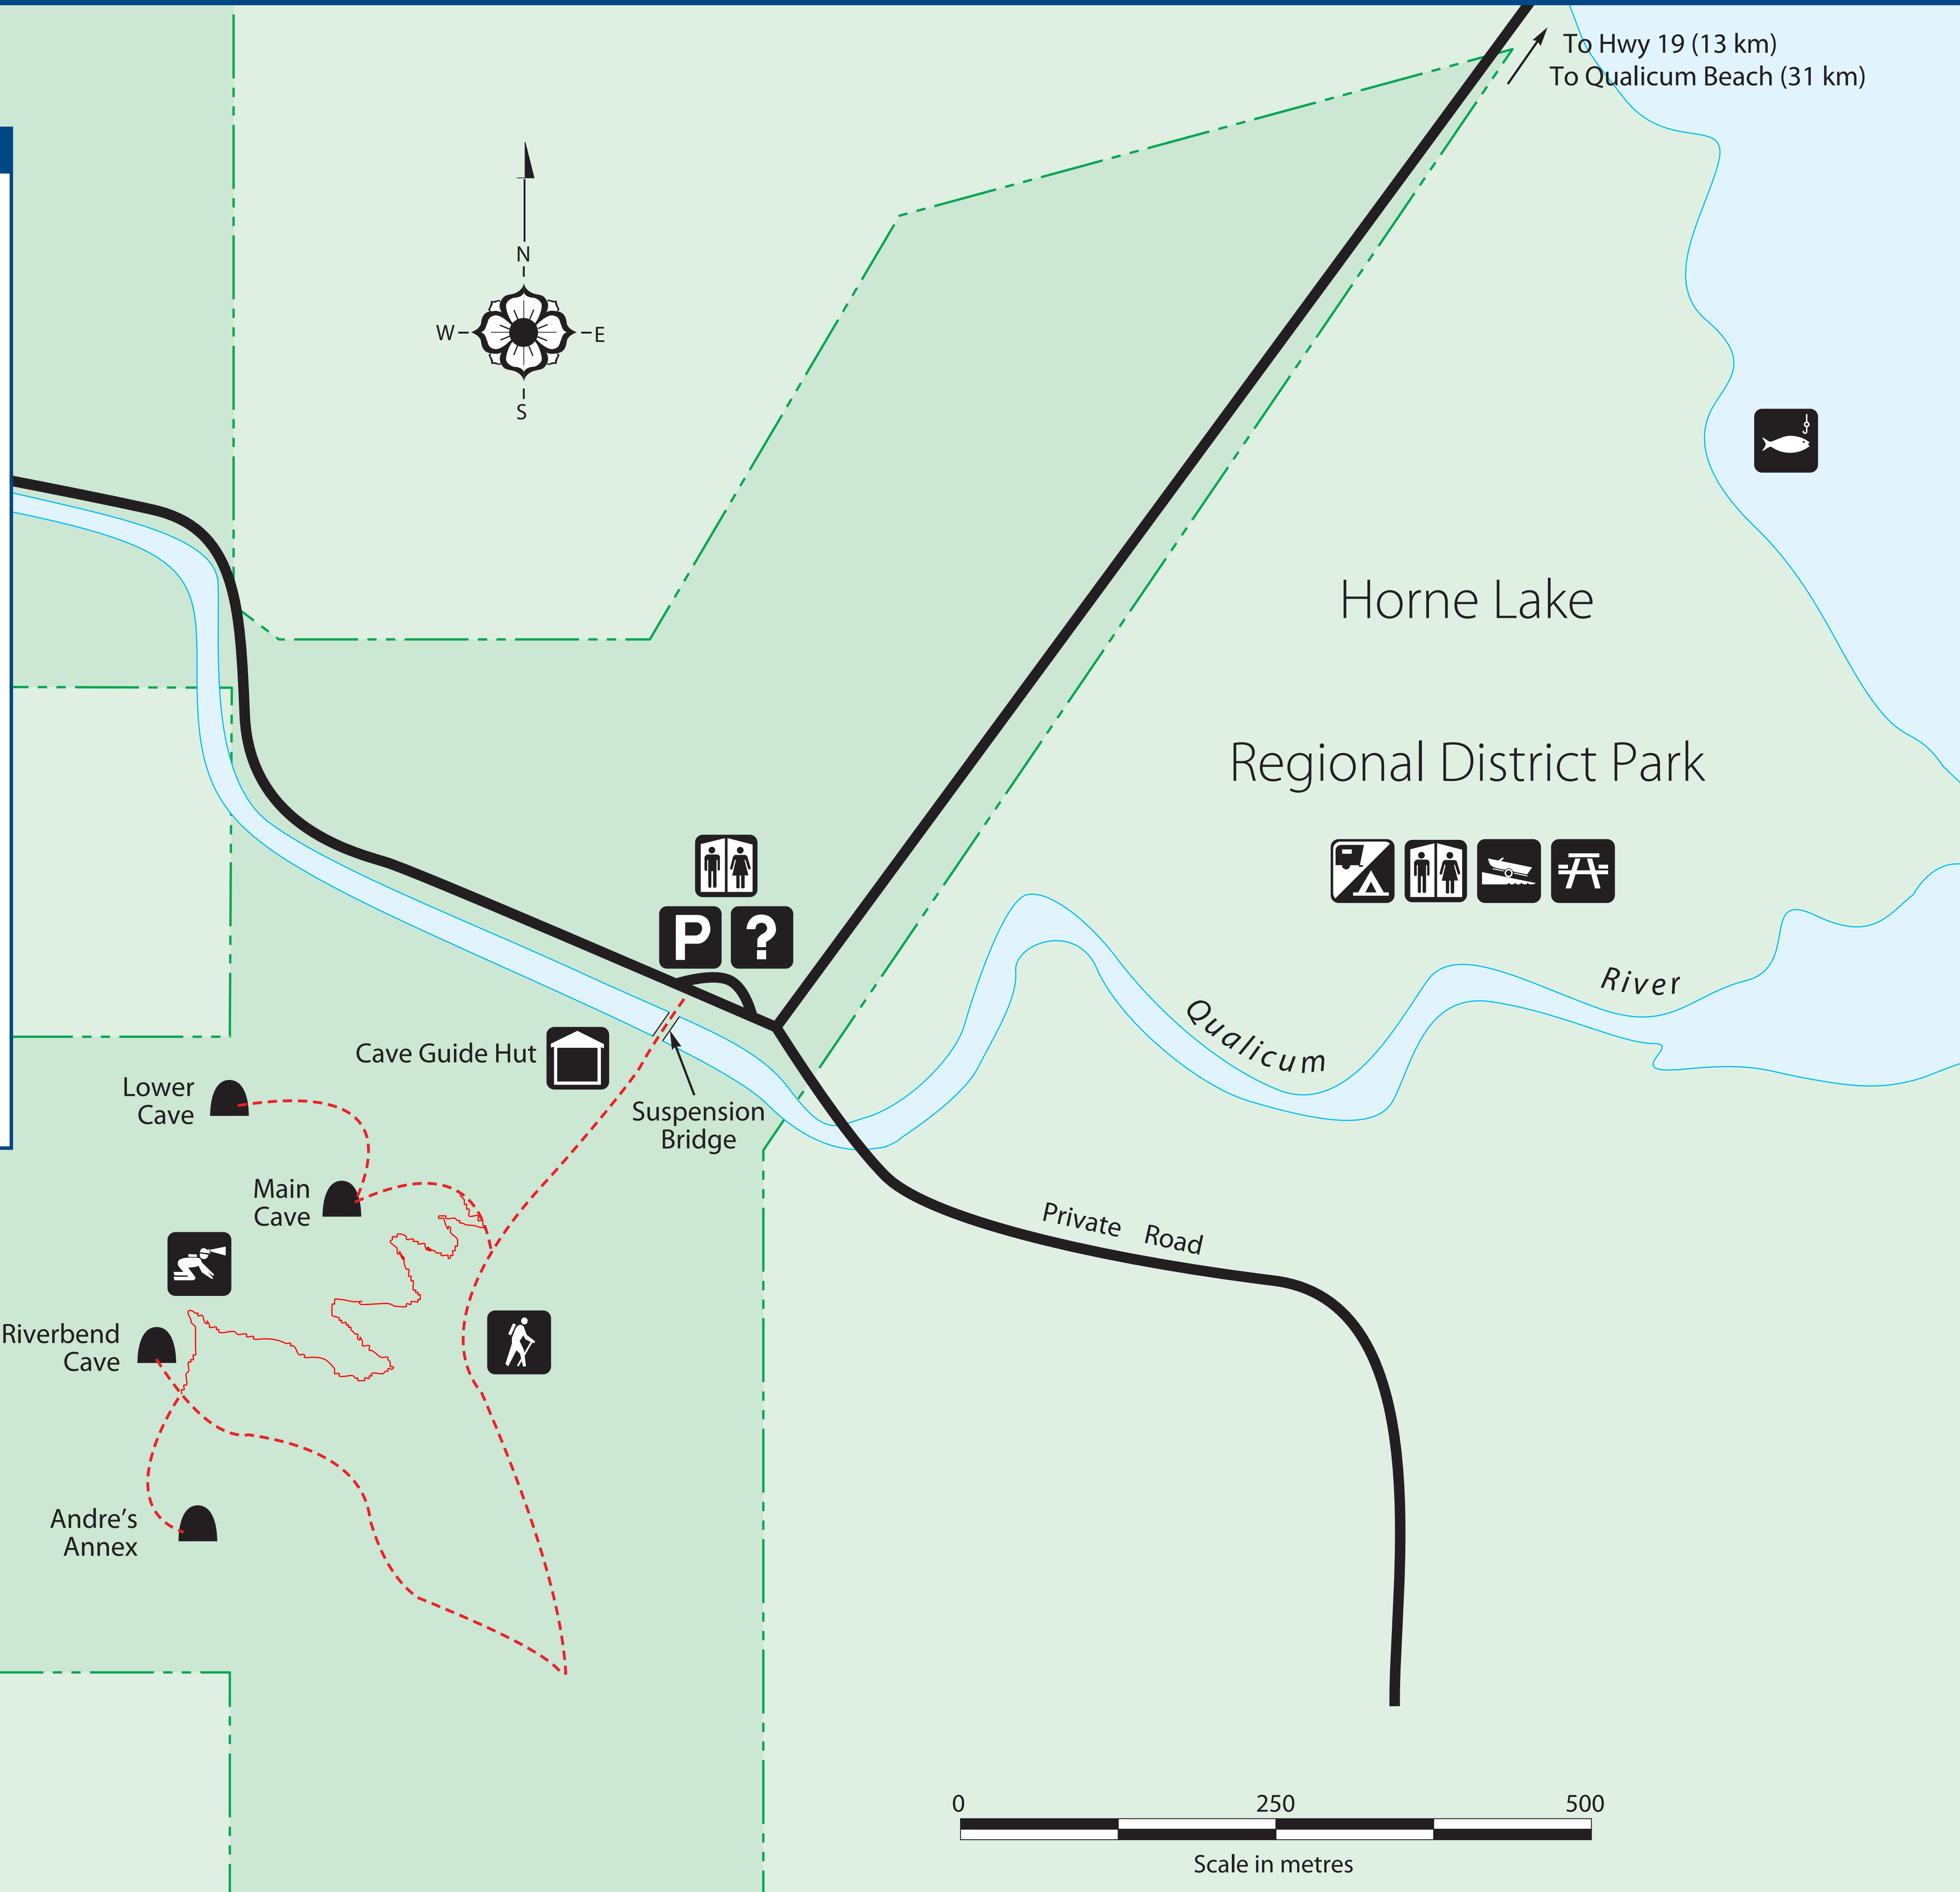 To Hwy 19 (13 km)
To Qualicum Beach (31 km)
N
W
E
S
Horne Lake
Regional District Park
P
?
River
Qualicum
Cave Guide Hut
Suspension
Bridge
Lower
Cave
Main
Cave
Private Road
Riverbend
Cave
Andre's
Annex
0 250 500
Scale in metres